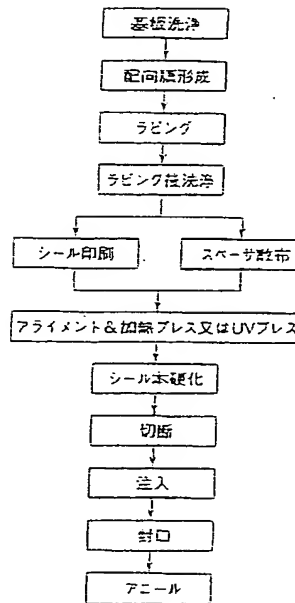 基板洗浄
配向膜形成
ラビング
ラビング後洗浄
シール印刷
スペーサ散布
アライメント&加熱プレス又はUVプレス
シール本硬化
切断
注入
封口
アニール